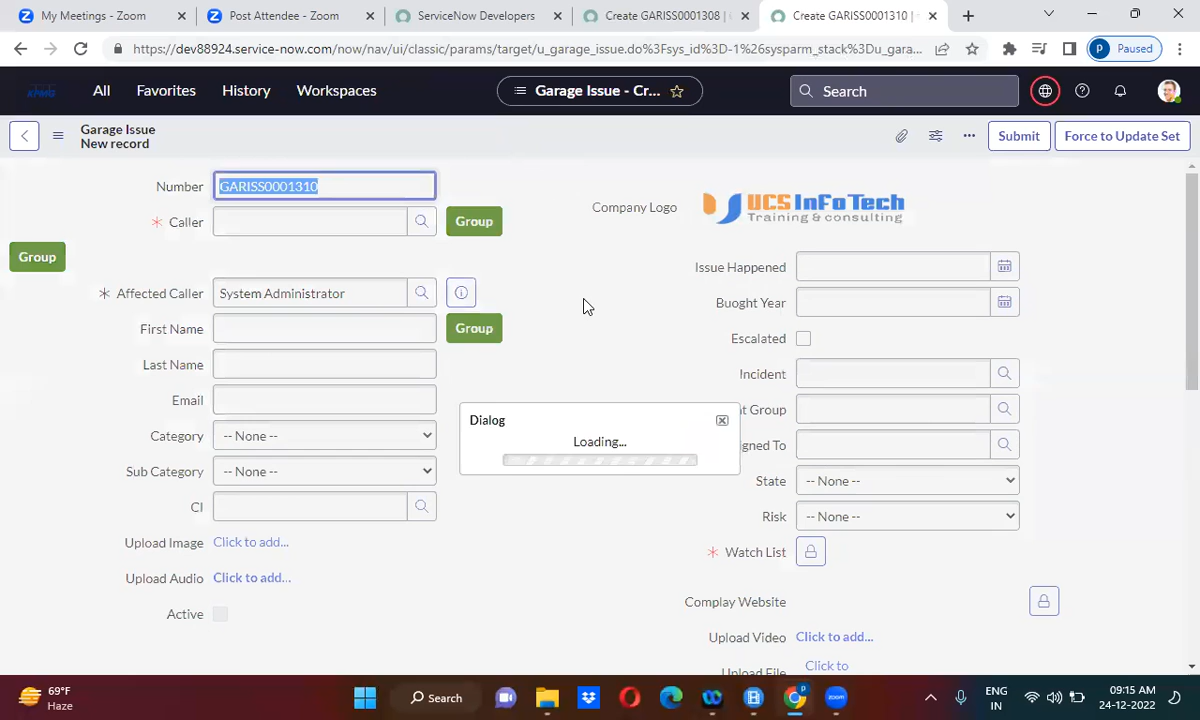 My Meetings - Zoom
Post Attendee - Zoom
ServiceNow Developers
Create GARISS0001308 |
Create GARISS0001310 |
https://dev88924.service-now.com/now/nav/ui/classic/params/target/u_garage_issue.do%3Fsys_id%3D-1%26sysparm_stack%3Du_gara...
P Paused
KPMG All Favorites History Workspaces
Garage Issue - Cr...
Search
Garage Issue
New record
Submit
Force to Update Set
Number GARISS0001310
Caller
Group
Group
Affected Caller System Administrator
First Name
Group
Last Name
Email
Category -- None --
Sub Category -- None --
CI
Upload Image Click to add...
Upload Audio Click to add...
Active
Company Logo
UCS InFoTech
Training & consulting
Issue Happened
Buoght Year
Escalated
Incident
t Group
gned To
State -- None --
Risk -- None --
Watch List
Complay Website
Upload Video Click to add...
Upload File Click to
Dialog
Loading...
69°F
Haze
Search
zoom
ENG
IN
09:15 AM
24-12-2022